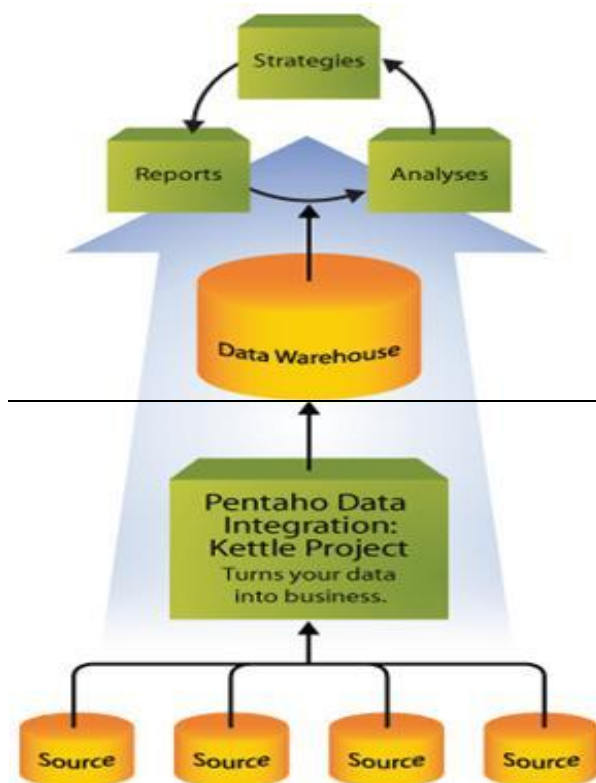 Strategies
Reports
Analyses
Data Warehouse
Pentaho Data
Integration:
Kettle Project
Turns your data
into business.
Source
Source
Source
Source